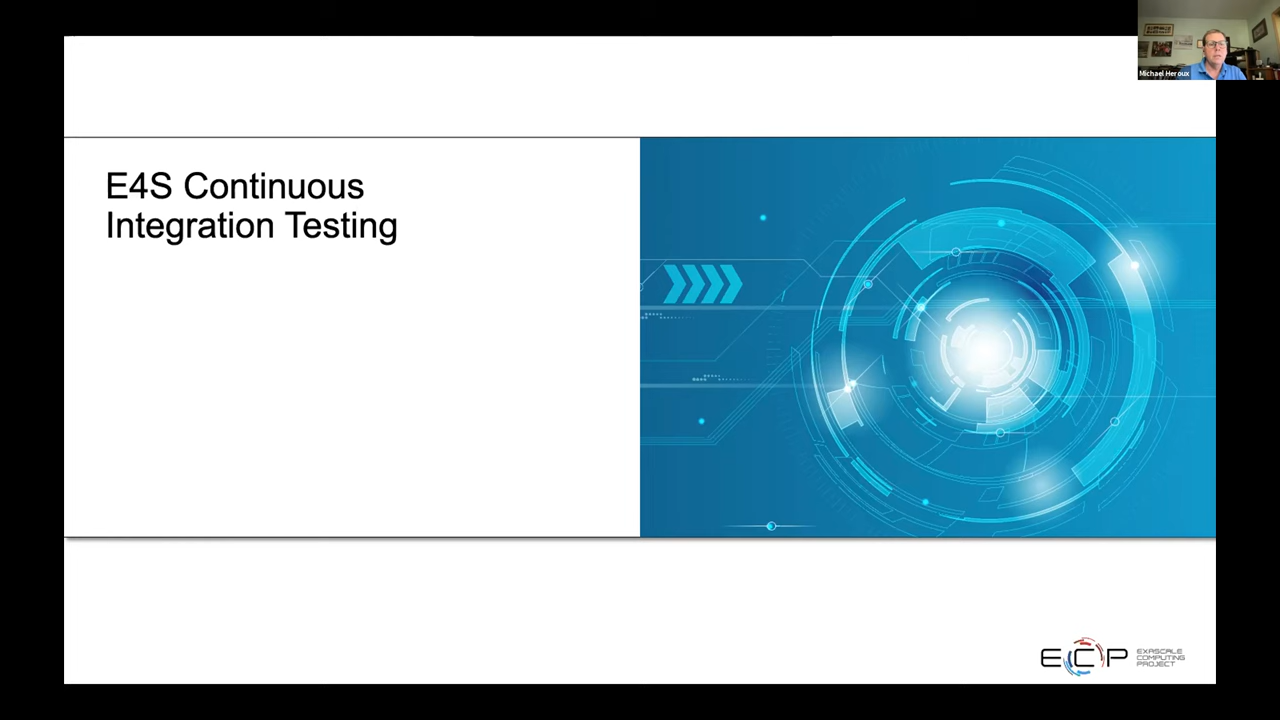 Michael Heroux
E4S Continuous
Integration Testing
ECP
EXASCALE
COMPUTING
PROJECT